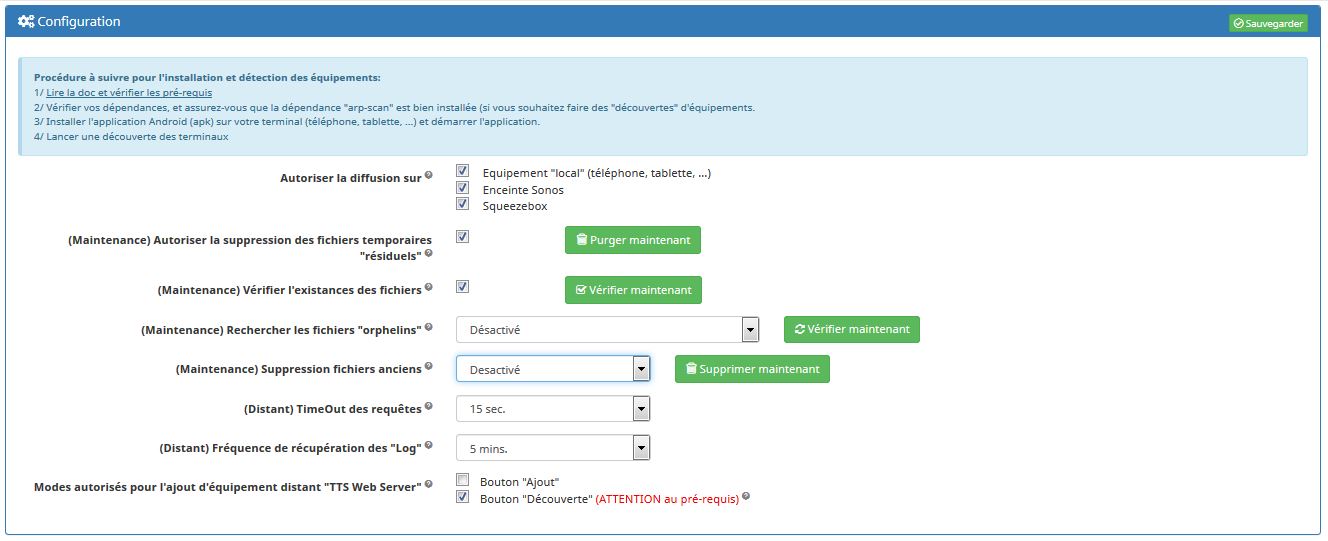 Configuration
Sauvegarder
Procédure à suivre pour l'installation et détection des équipements:
1/ Lire la doc et vérifier les pré-requis
2/ Vérifier vos dépendances, et assurez-vous que la dépendance "arp-scan" est bien installée (si vous souhaitez faire des "découvertes" d'équipements.
3/ Installer l'application Android (apk) sur votre terminal (téléphone, tablette, ...) et démarrer l'application.
4/ Lancer une découverte des terminaux
Autoriser la diffusion sur ?
Equipement "local" (téléphone, tablette, ...)
Enceinte Sonos
Squeezebox
(Maintenance) Autoriser la suppression des fichiers temporaires
"résiduels" ?
Purger maintenant
(Maintenance) Vérifier l'existances des fichiers ?
Vérifier maintenant
(Maintenance) Rechercher les fichiers "orphelins" ?
Désactivé
Vérifier maintenant
(Maintenance) Suppression fichiers anciens ?
Desactivé
Supprimer maintenant
(Distant) TimeOut des requêtes ?
15 sec.
(Distant) Fréquence de récupération des "Log" ?
5 mins.
Modes autorisés pour l'ajout d'équipement distant "TTS Web Server" ?
Bouton "Ajout"
Bouton "Découverte" (ATTENTION au pré-requis) ?